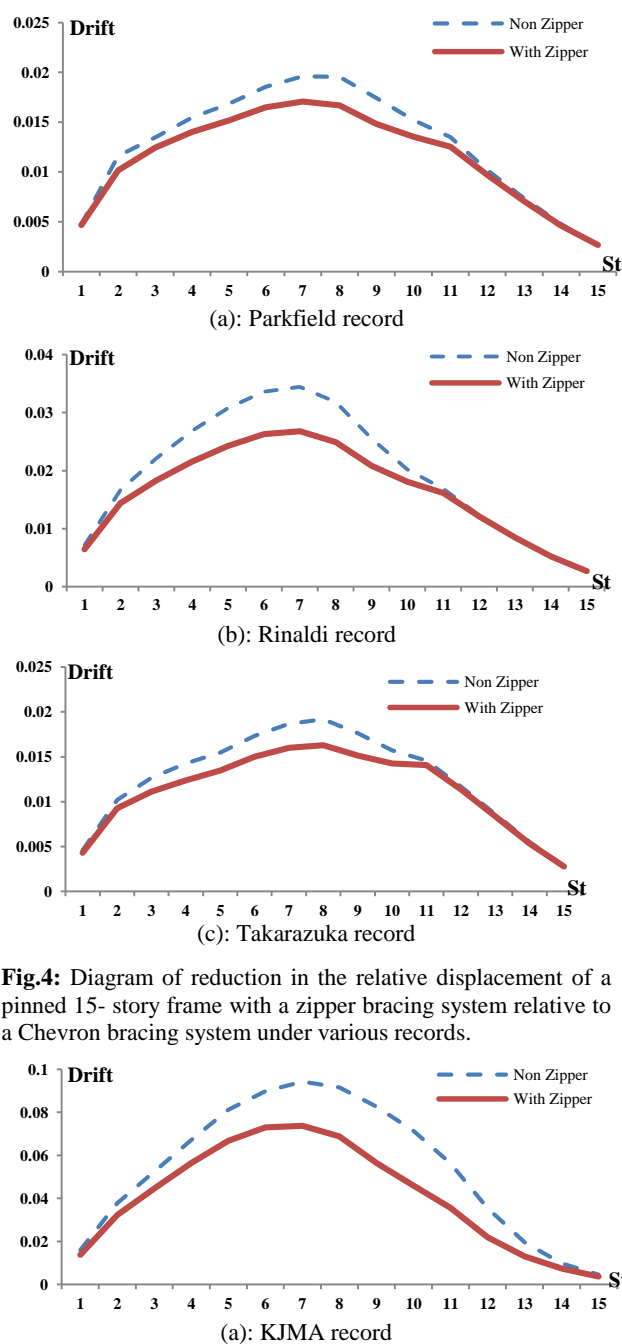 0.025 Drift
Non Zipper
With Zipper
0.02
0.015
0.01
0.005
0
St
1 2 3 4 5 6 7 8 9 10 11 12 13 14 15
(a): Parkfield record
Drift
0.04
Non Zipper
With Zipper
0.03
0.02
0.01
0
St
1 2 3 4 5 6 7 8 9 10 11 12 13 14 15
(b): Rinaldi record
0.025
Drift
Non Zipper
With Zipper
0.02
0.015
0.01
0.005
0
St
1 2 3 4 5 6 7 8 9 10 11 12 13 14 15
(c): Takarazuka record
Fig.4: Diagram of reduction in the relative displacement of a
pinned 15- story frame with a zipper bracing system relative to
a Chevron bracing system under various records.
0.1
Drift
Non Zipper
With Zipper
0.08
0.06
0.04
0.02
0
1 2 3 4 5 6 7 8 9 10 11 12 13 14 15
(a): KJMA record